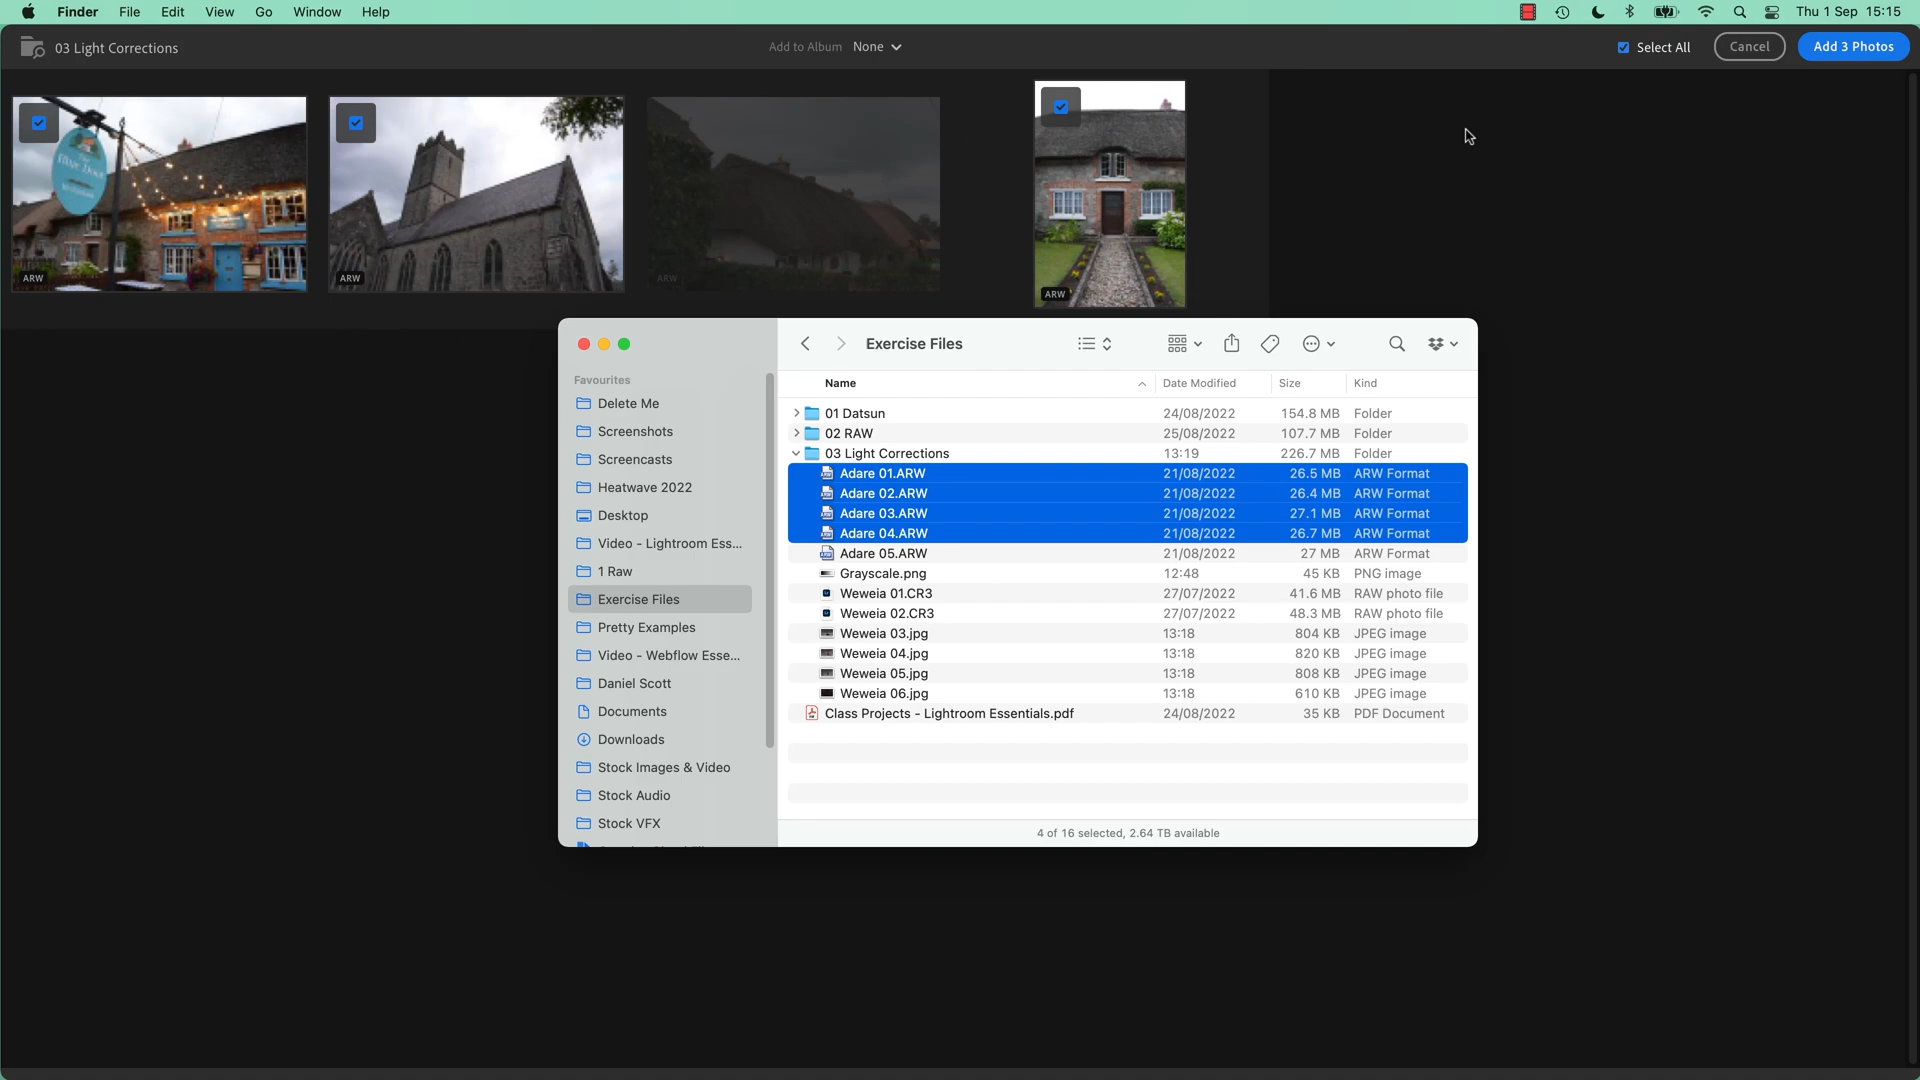 Finder File Edit View Go Window Help Thu 1 Sep 15:15
03 Light Corrections Add to Album None Select All Cancel Add 3 Photos
ARW
ARW
ARW
ARW
Exercise Files
Favourites
Delete Me
Screenshots
Screencasts
Heatwave 2022
Desktop
Video - Lightroom Ess...
1 Raw
Exercise Files
Pretty Examples
Video - Webflow Esse...
Daniel Scott
Documents
Downloads
Stock Images & Video
Stock Audio
Stock VFX
Name Date Modified Size Kind
01 Datsun 24/08/2022 154.8 MB Folder
02 RAW 25/08/2022 107.7 MB Folder
03 Light Corrections 13:19 226.7 MB Folder
Adare 01.ARW 21/08/2022 26.5 MB ARW Format
Adare 02.ARW 21/08/2022 26.4 MB ARW Format
Adare 03.ARW 21/08/2022 27.1 MB ARW Format
Adare 04.ARW 21/08/2022 26.7 MB ARW Format
Adare 05.ARW 21/08/2022 27 MB ARW Format
Grayscale.png 12:48 45 KB PNG image
Weweia 01.CR3 27/07/2022 41.6 MB RAW photo file
Weweia 02.CR3 27/07/2022 48.3 MB RAW photo file
Weweia 03.jpg 13:18 804 KB JPEG image
Weweia 04.jpg 13:18 820 KB JPEG image
Weweia 05.jpg 13:18 808 KB JPEG image
Weweia 06.jpg 13:18 610 KB JPEG image
Class Projects - Lightroom Essentials.pdf 24/08/2022 35 KB PDF Document
4 of 16 selected, 2.64 TB available